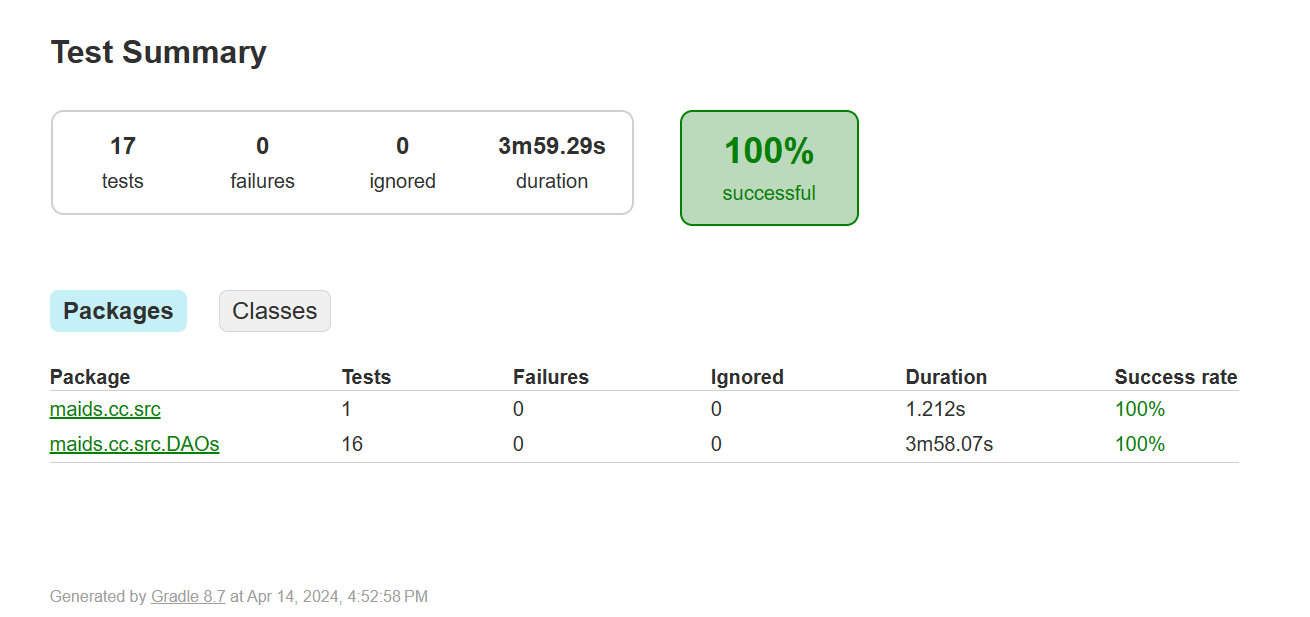 Test Summary
17 0 0 3m59.29s
tests failures ignored duration
100%
successful
Packages Classes
Package Tests Failures Ignored Duration Success rate
maids.cc.src 1 0 0 1.212s 100%
maids.cc.src.DAOs 16 0 0 3m58.07s 100%
Generated by Gradle 8.7 at Apr 14, 2024, 4:52:58 PM